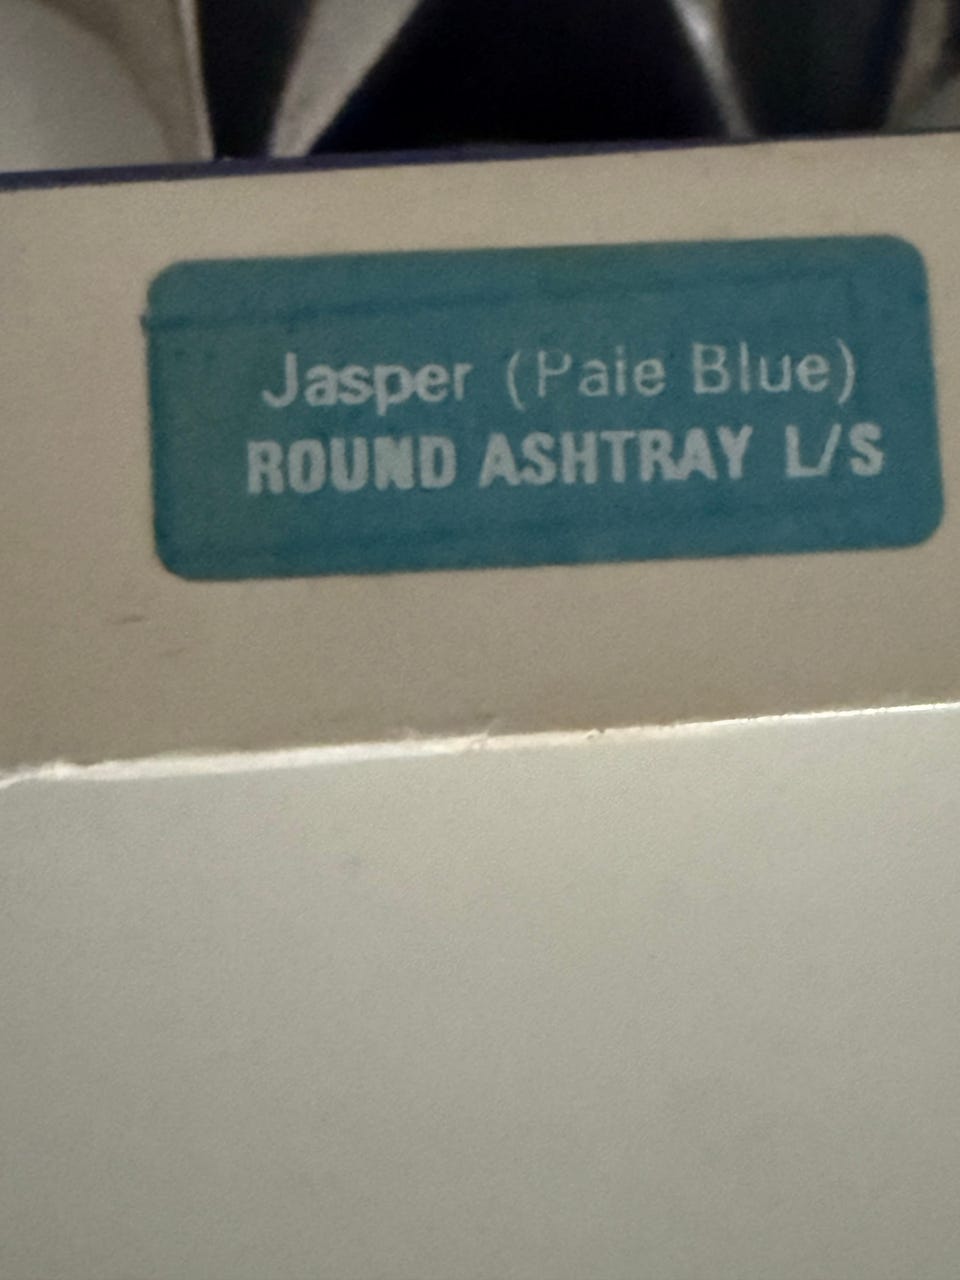 Jasper (Paie Blue)
ROUND ASHTRAY L/S